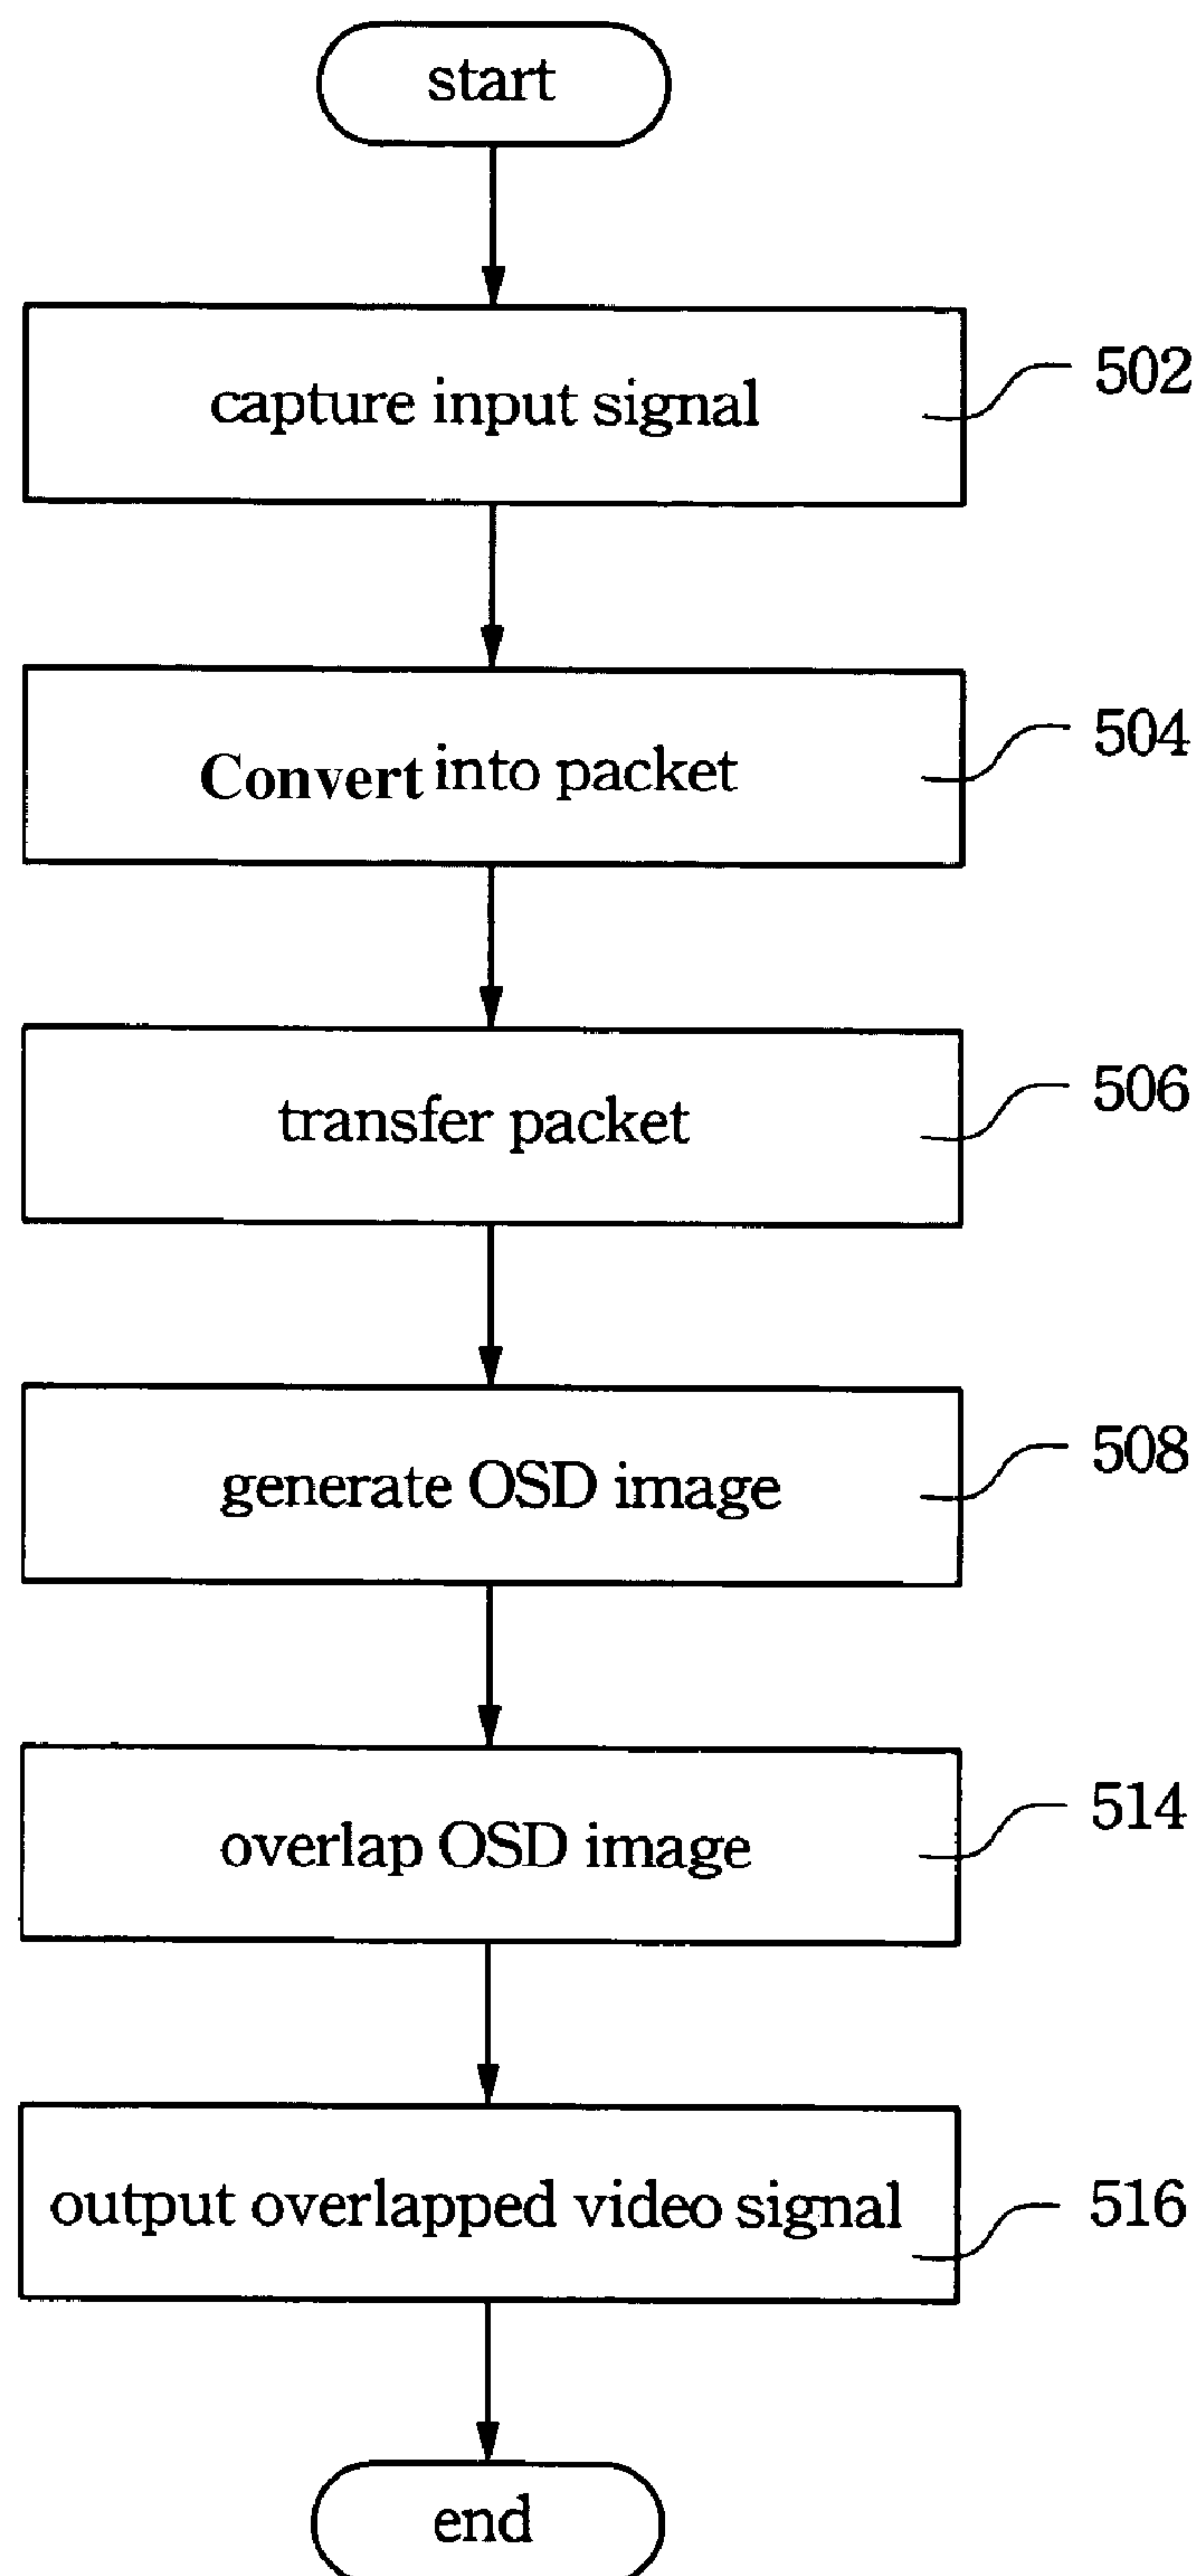 start
capture input signal
502
Convert into packet
504
transfer packet
506
generate OSD image
508
overlap OSD image
514
output overlapped video signal
516
end